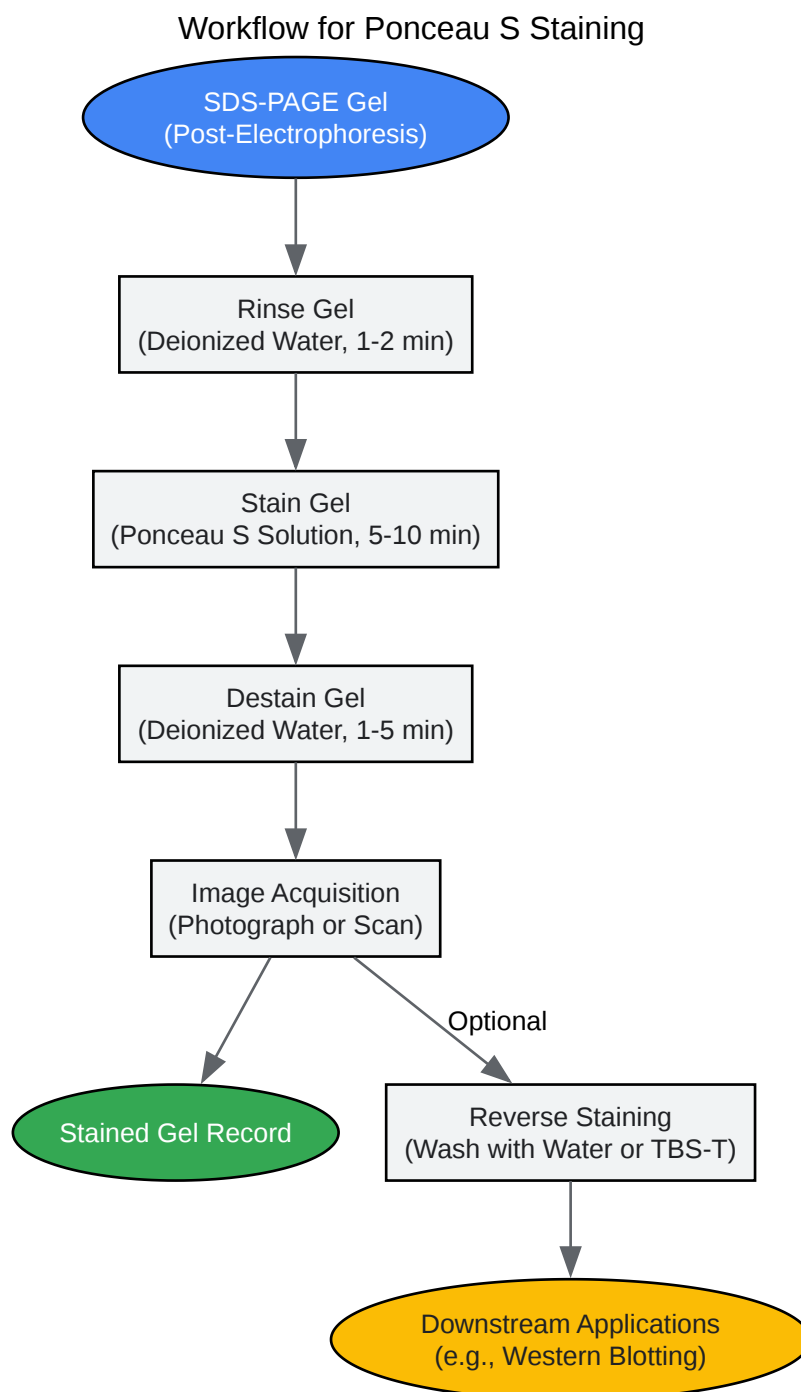 Workflow for Ponceau S Staining
SDS-PAGE Gel
(Post-Electrophoresis)
Rinse Gel
(Deionized Water, 1-2 min)
Stain Gel
(Ponceau S Solution, 5-10 min)
Destain Gel
(Deionized Water, 1-5 min)
Image Acquisition
(Photograph or Scan)
Optional
Stained Gel Record
Reverse Staining
(Wash with Water or TBS-T)
Downstream Applications
(e.g., Western Blotting)